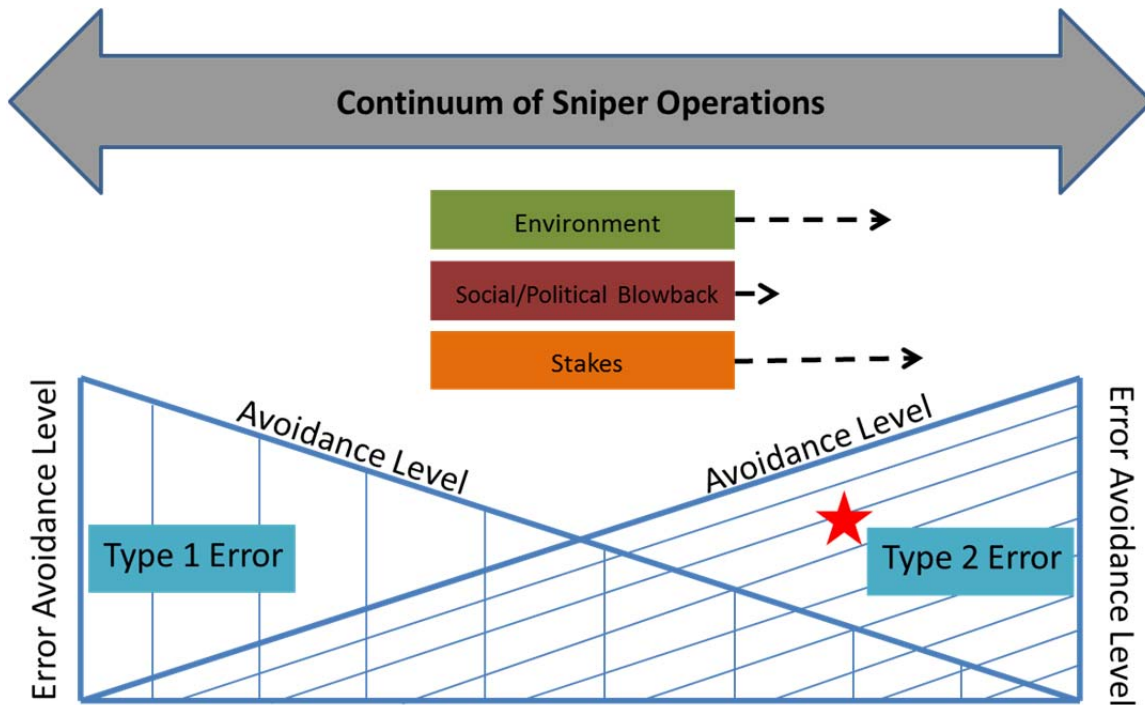 Continuum of Sniper Operations
Environment
Social/Political Blowback
Stakes
Error Avoidance Level
Avoidance Level
Avoidance Level
Error Avoidance Level
Type 1 Error
Type 2 Error